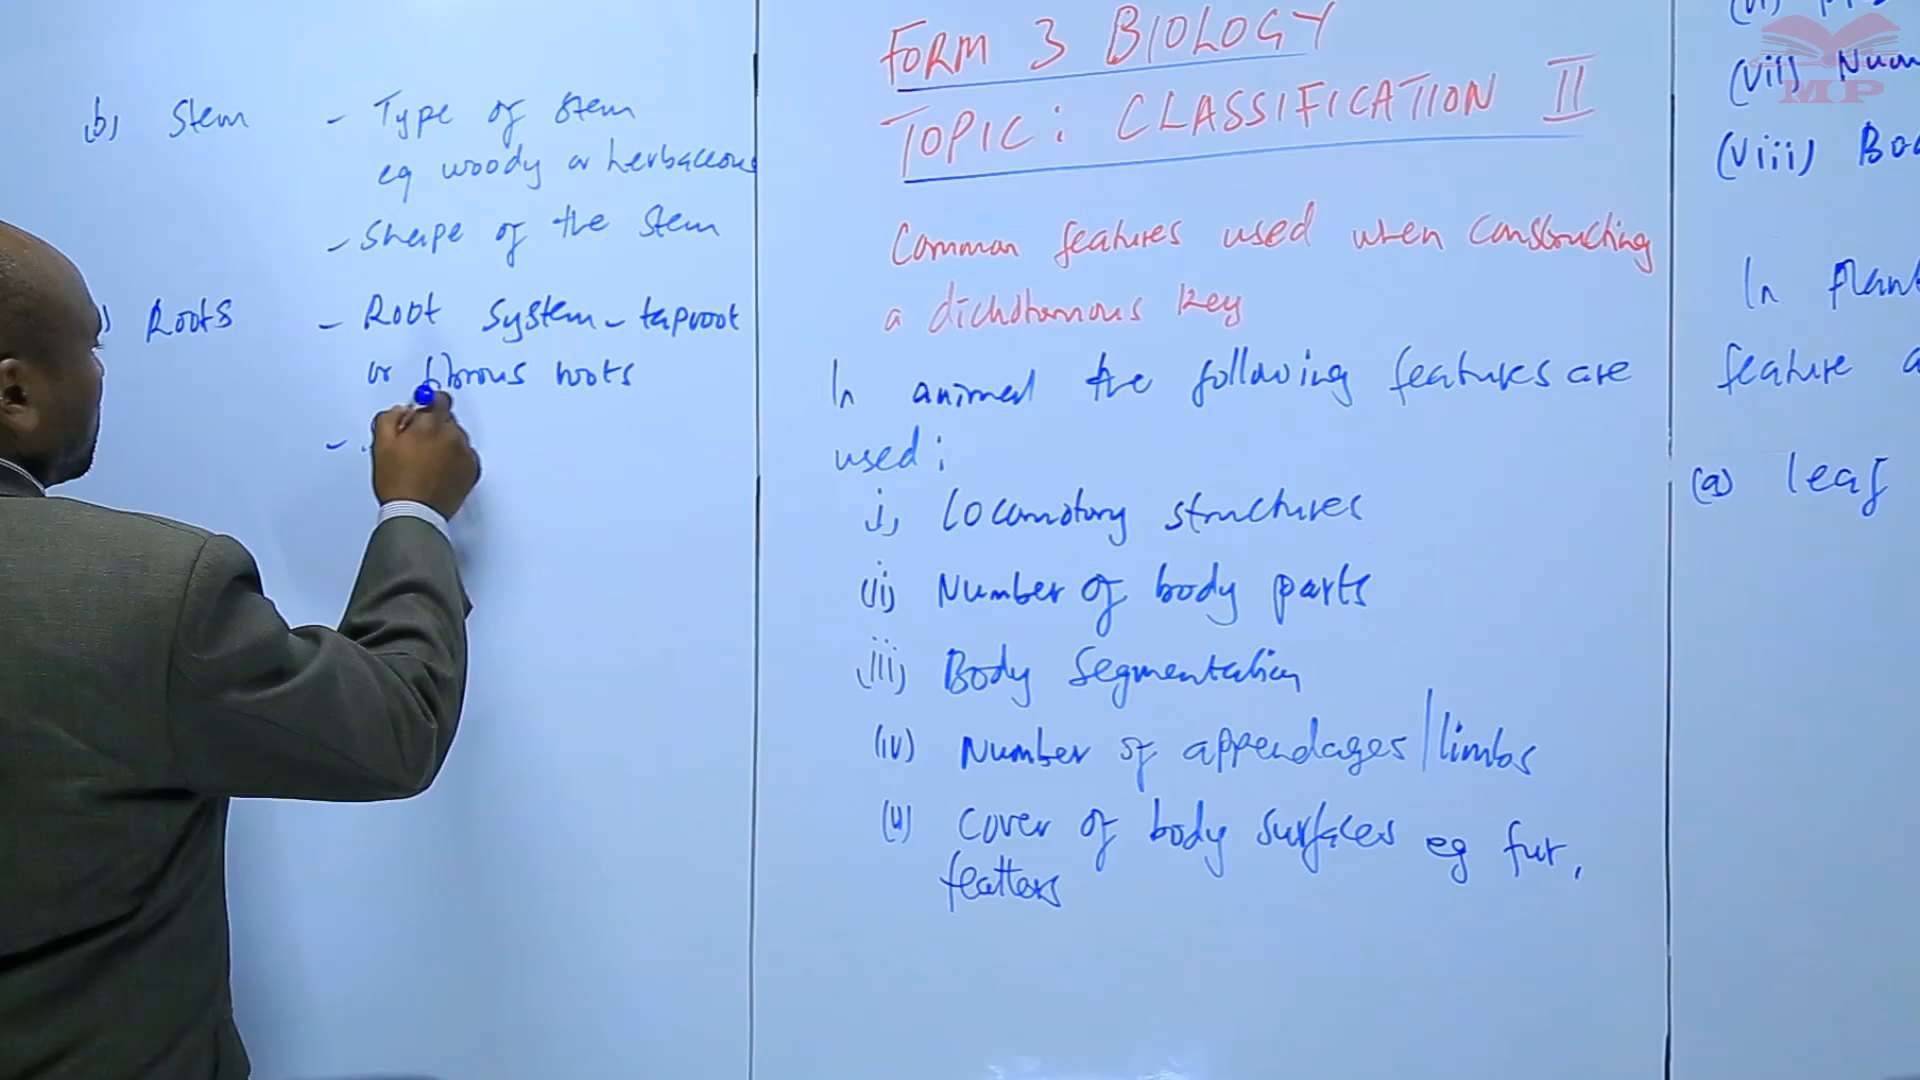 b) Stem - Type of stem
eg woody or herbaceous
- Shape of the stem
) Roots - Root system - taproot
or fibrous roots
-
FORM 3 BIOLOGY
TOPIC: CLASSIFICATION II
Common features used when constructing
a dichotomous key
In animal the following features are
used:
i) Locomotory structures
(ii) Number of body parts
(iii) Body Segmentation
(iv) Number of appendages/limbs
(v) Cover of body surfaces eg fur,
feathers
(vii) Num
(viii) Bo
In plant
feature a
(a) leaf
MP